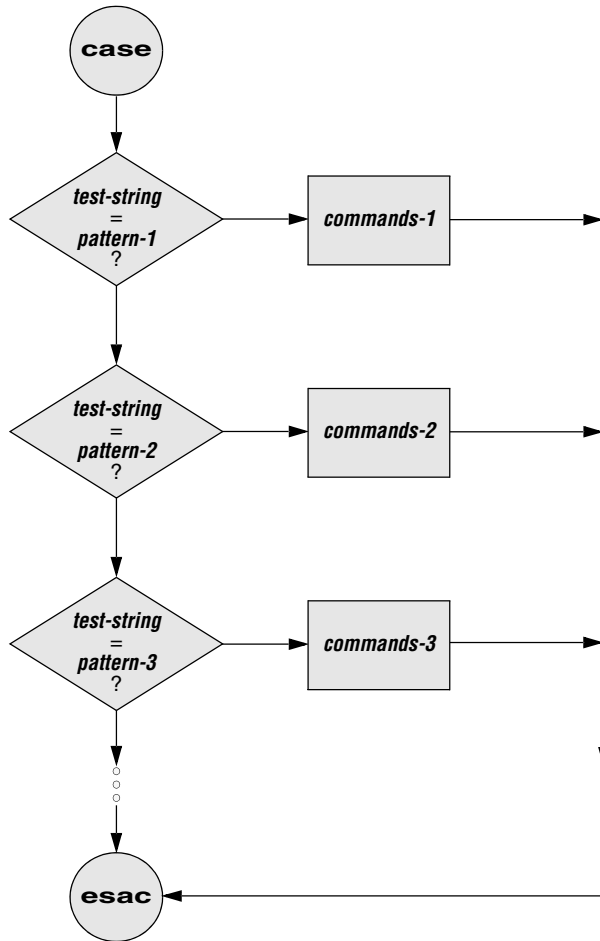 case
test-string
=
pattern-1
?
commands-1
test-string
=
pattern-2
?
commands-2
test-string
=
pattern-3
?
commands-3
esac